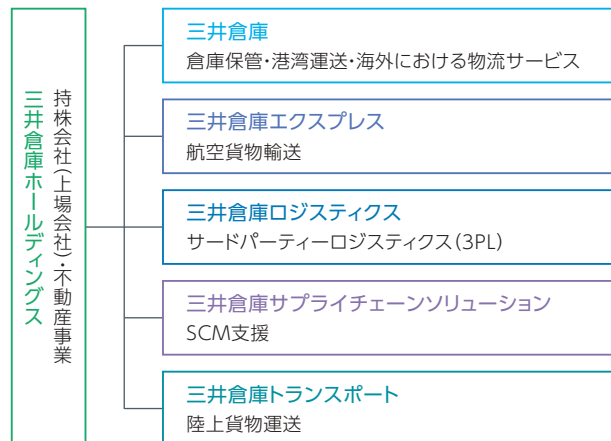 三井倉庫ホールディングス
持株会社(上場会社)・不動産事業
三井倉庫
倉庫保管・港湾運送・海外における物流サービス
三井倉庫エクスプレス
航空貨物輸送
三井倉庫ロジスティクス
サードパーティーロジスティクス(3PL)
三井倉庫サプライチェーンソリューション
SCM支援
三井倉庫トランスポート
陸上貨物運送